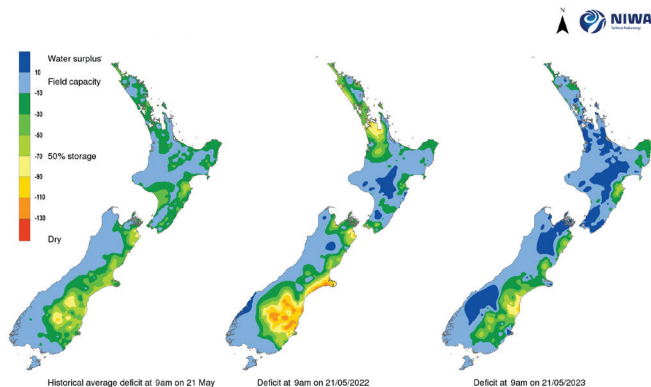 N
NIWA
Taihoro Nukurangi
Water surplus
10
Field capacity
-10
-30
-50
50% storage
-70
-90
-110
-130
Dry
Historical average deficit at 9am on 21 May
Deficit at 9am on 21/05/2022
Deficit at 9am on 21/05/2023